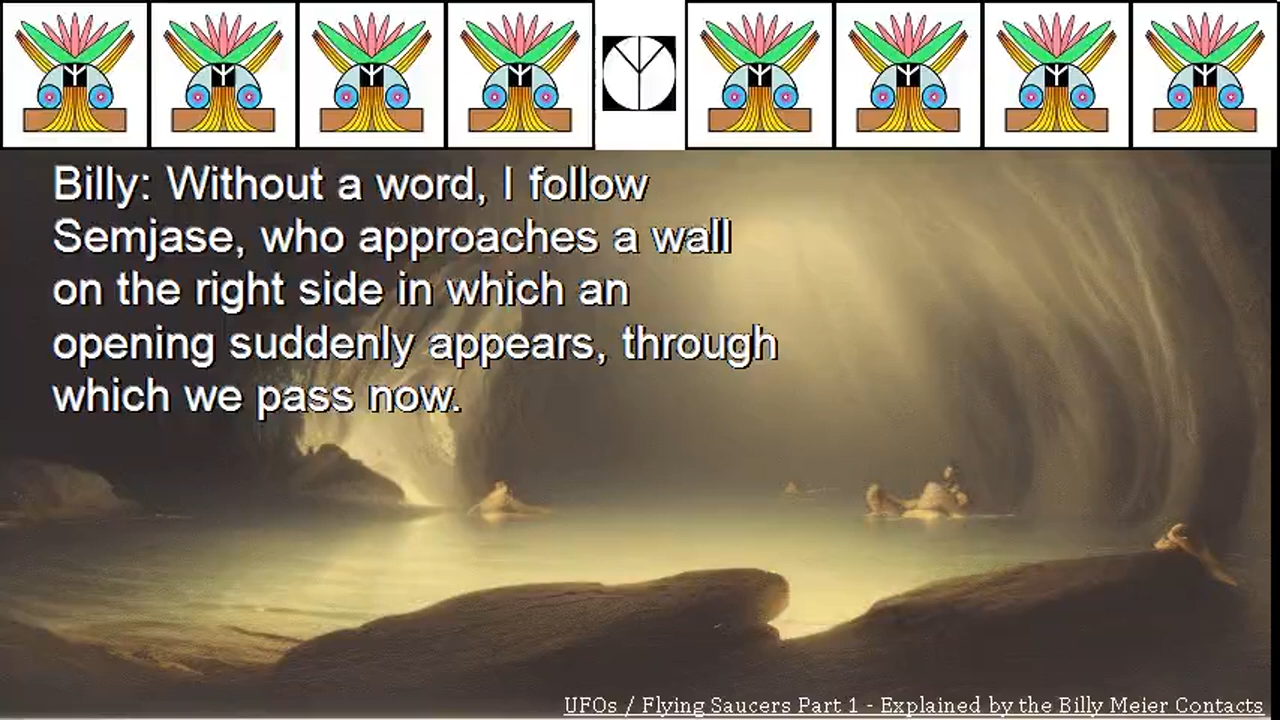 Billy: Without a word, I follow
Semjase, who approaches a wall
on the right side in which an
opening suddenly appears, through
which we pass now.
UFOs / Flying Saucers Part 1 - Explained by the Billy Meier Contacts